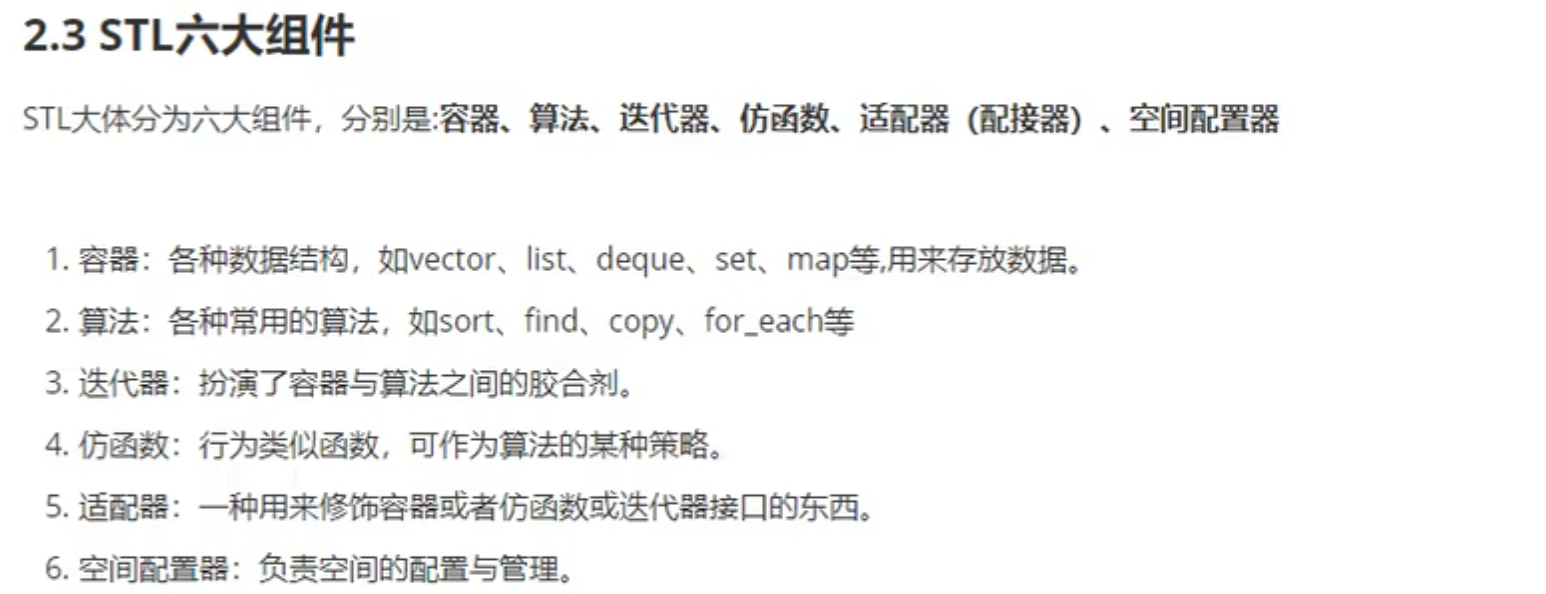 2.3 STL六大组件
STL大体分为六大组件，分别是:容器、算法、迭代器、仿函数、适配器（配接器）、空间配置器
1. 容器：各种数据结构，如vector、list、deque、set、map等,用来存放数据。
2. 算法：各种常用的算法，如sort、find、copy、for_each等
3. 迭代器：扮演了容器与算法之间的胶合剂。
4. 仿函数：行为类似函数，可作为算法的某种策略。
5. 适配器：一种用来修饰容器或者仿函数或迭代器接口的东西。
6. 空间配置器：负责空间的配置与管理。